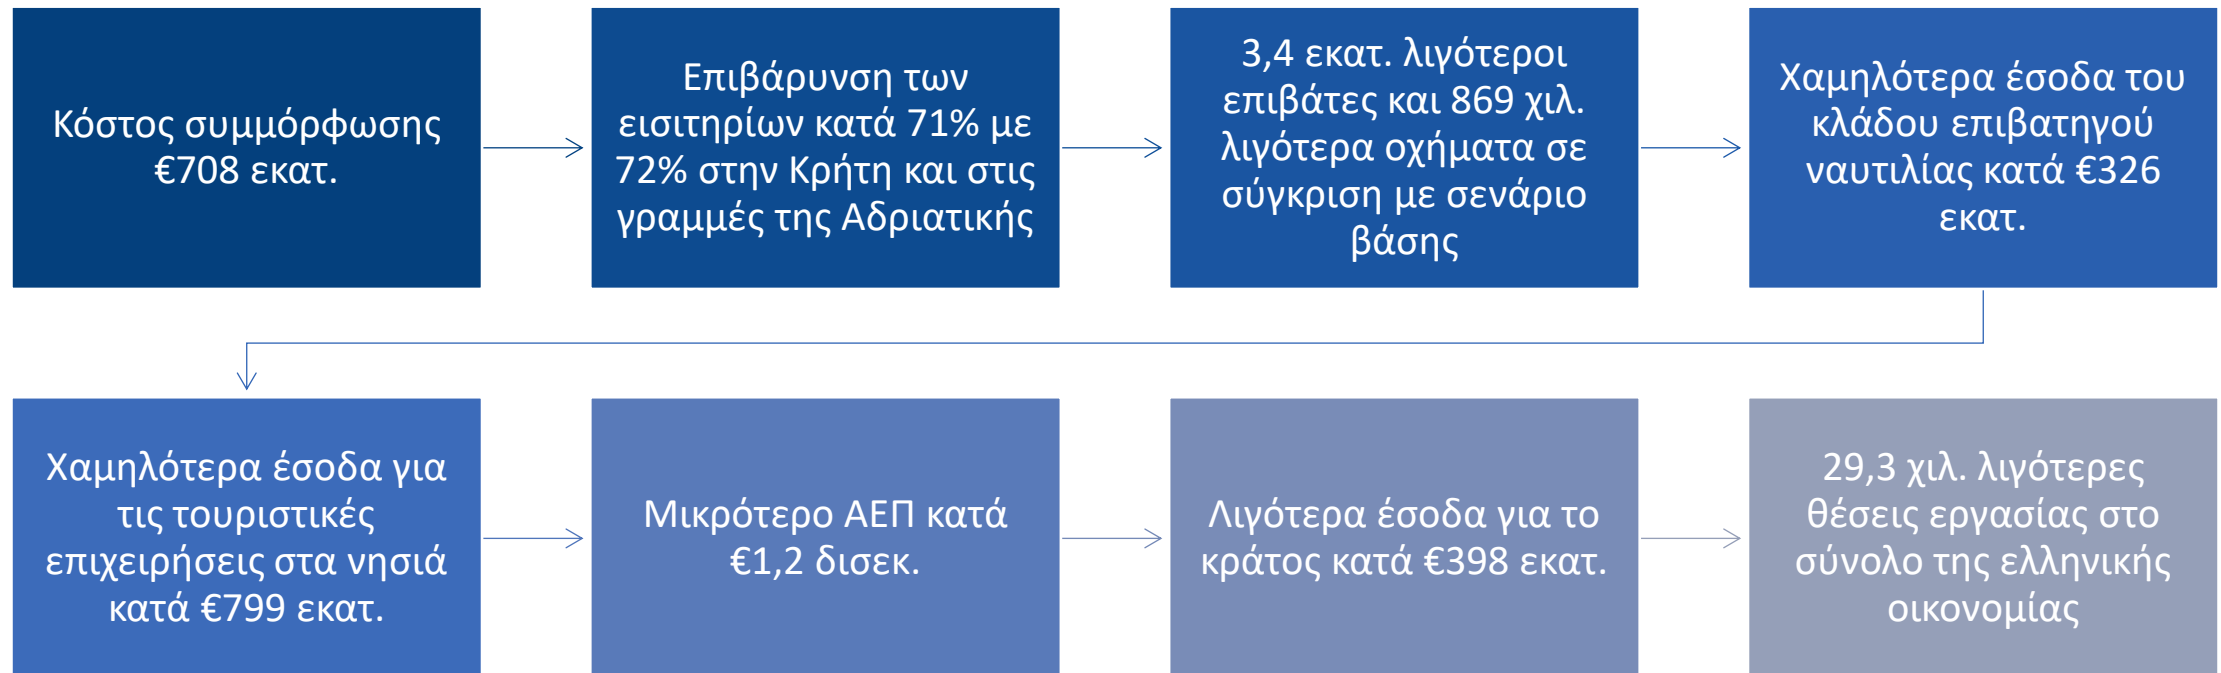 Κόστος συμμόρφωσης
€708 εκατ.
Επιβάρυνση των
εισιτηρίων κατά 71% με
72% στην Κρήτη και στις
γραμμές της Αδριατικής
3,4 εκατ. λιγότεροι
επιβάτες και 869 χιλ.
λιγότερα οχήματα σε
σύγκριση με σενάριο
βάσης
Χαμηλότερα έσοδα του
κλάδου επιβατηγού
ναυτιλίας κατά €326
εκατ.
Χαμηλότερα έσοδα για
τις τουριστικές
επιχειρήσεις στα νησιά
κατά €799 εκατ.
Μικρότερο ΑΕΠ κατά
€1,2 δισεκ.
Λιγότερα έσοδα για το
κράτος κατά €398 εκατ.
29,3 χιλ. λιγότερες
θέσεις εργασίας στο
σύνολο της ελληνικής
οικονομίας